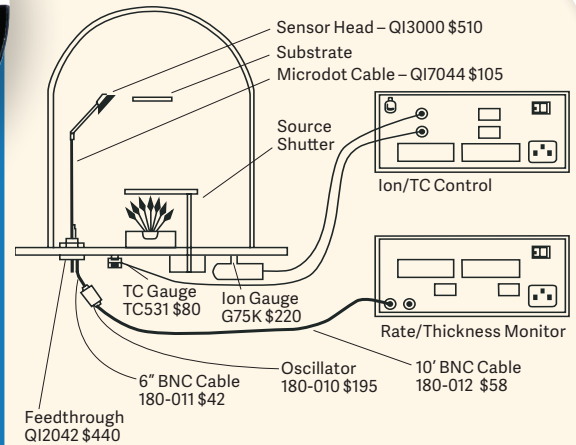 Sensor Head – QI3000 $510
Substrate
Microdot Cable – QI7044 $105
Source
Shutter
Ion/TC Control
TC Gauge
TC531 $80
Ion Gauge
G75K $220
Rate/Thickness Monitor
6” BNC Cable
180-011 $42
Oscillator
180-010 $195
10’ BNC Cable
180-012 $58
Feedthrough
QI2042 $440